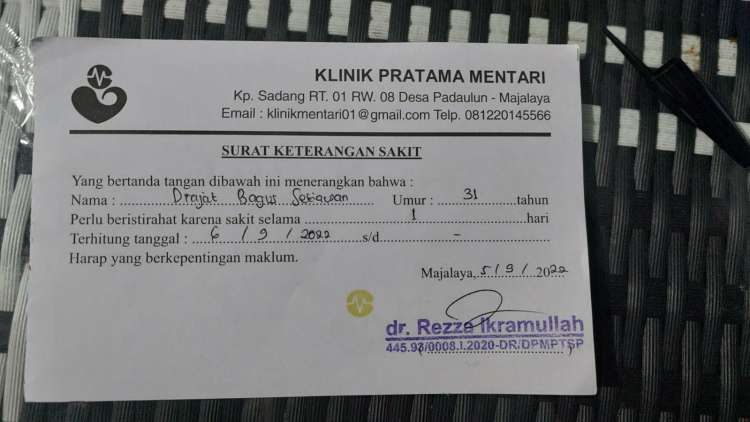 KLINIK PRATAMA MENTARI
Kp. Sadang RT. 01 RW. 08 Desa Padaulun - Majalaya
Email : klinikmentari01@gmail.com Telp. 081220145566
SURAT KETERANGAN SAKIT
Yang bertanda tangan dibawah ini menerangkan bahwa :
Nama : Drajat Bagus Setiawan Umur : 31 tahun
Perlu beristirahat karena sakit selama 1 hari
Terhitung tanggal : 6 / 9 / 2022 s/d -
Harap yang berkepentingan maklum.
Majalaya, 5 / 9 / 2022
dr. Rezza Ikramullah
445.93/0008.I.2020-DR/DPMPTSP